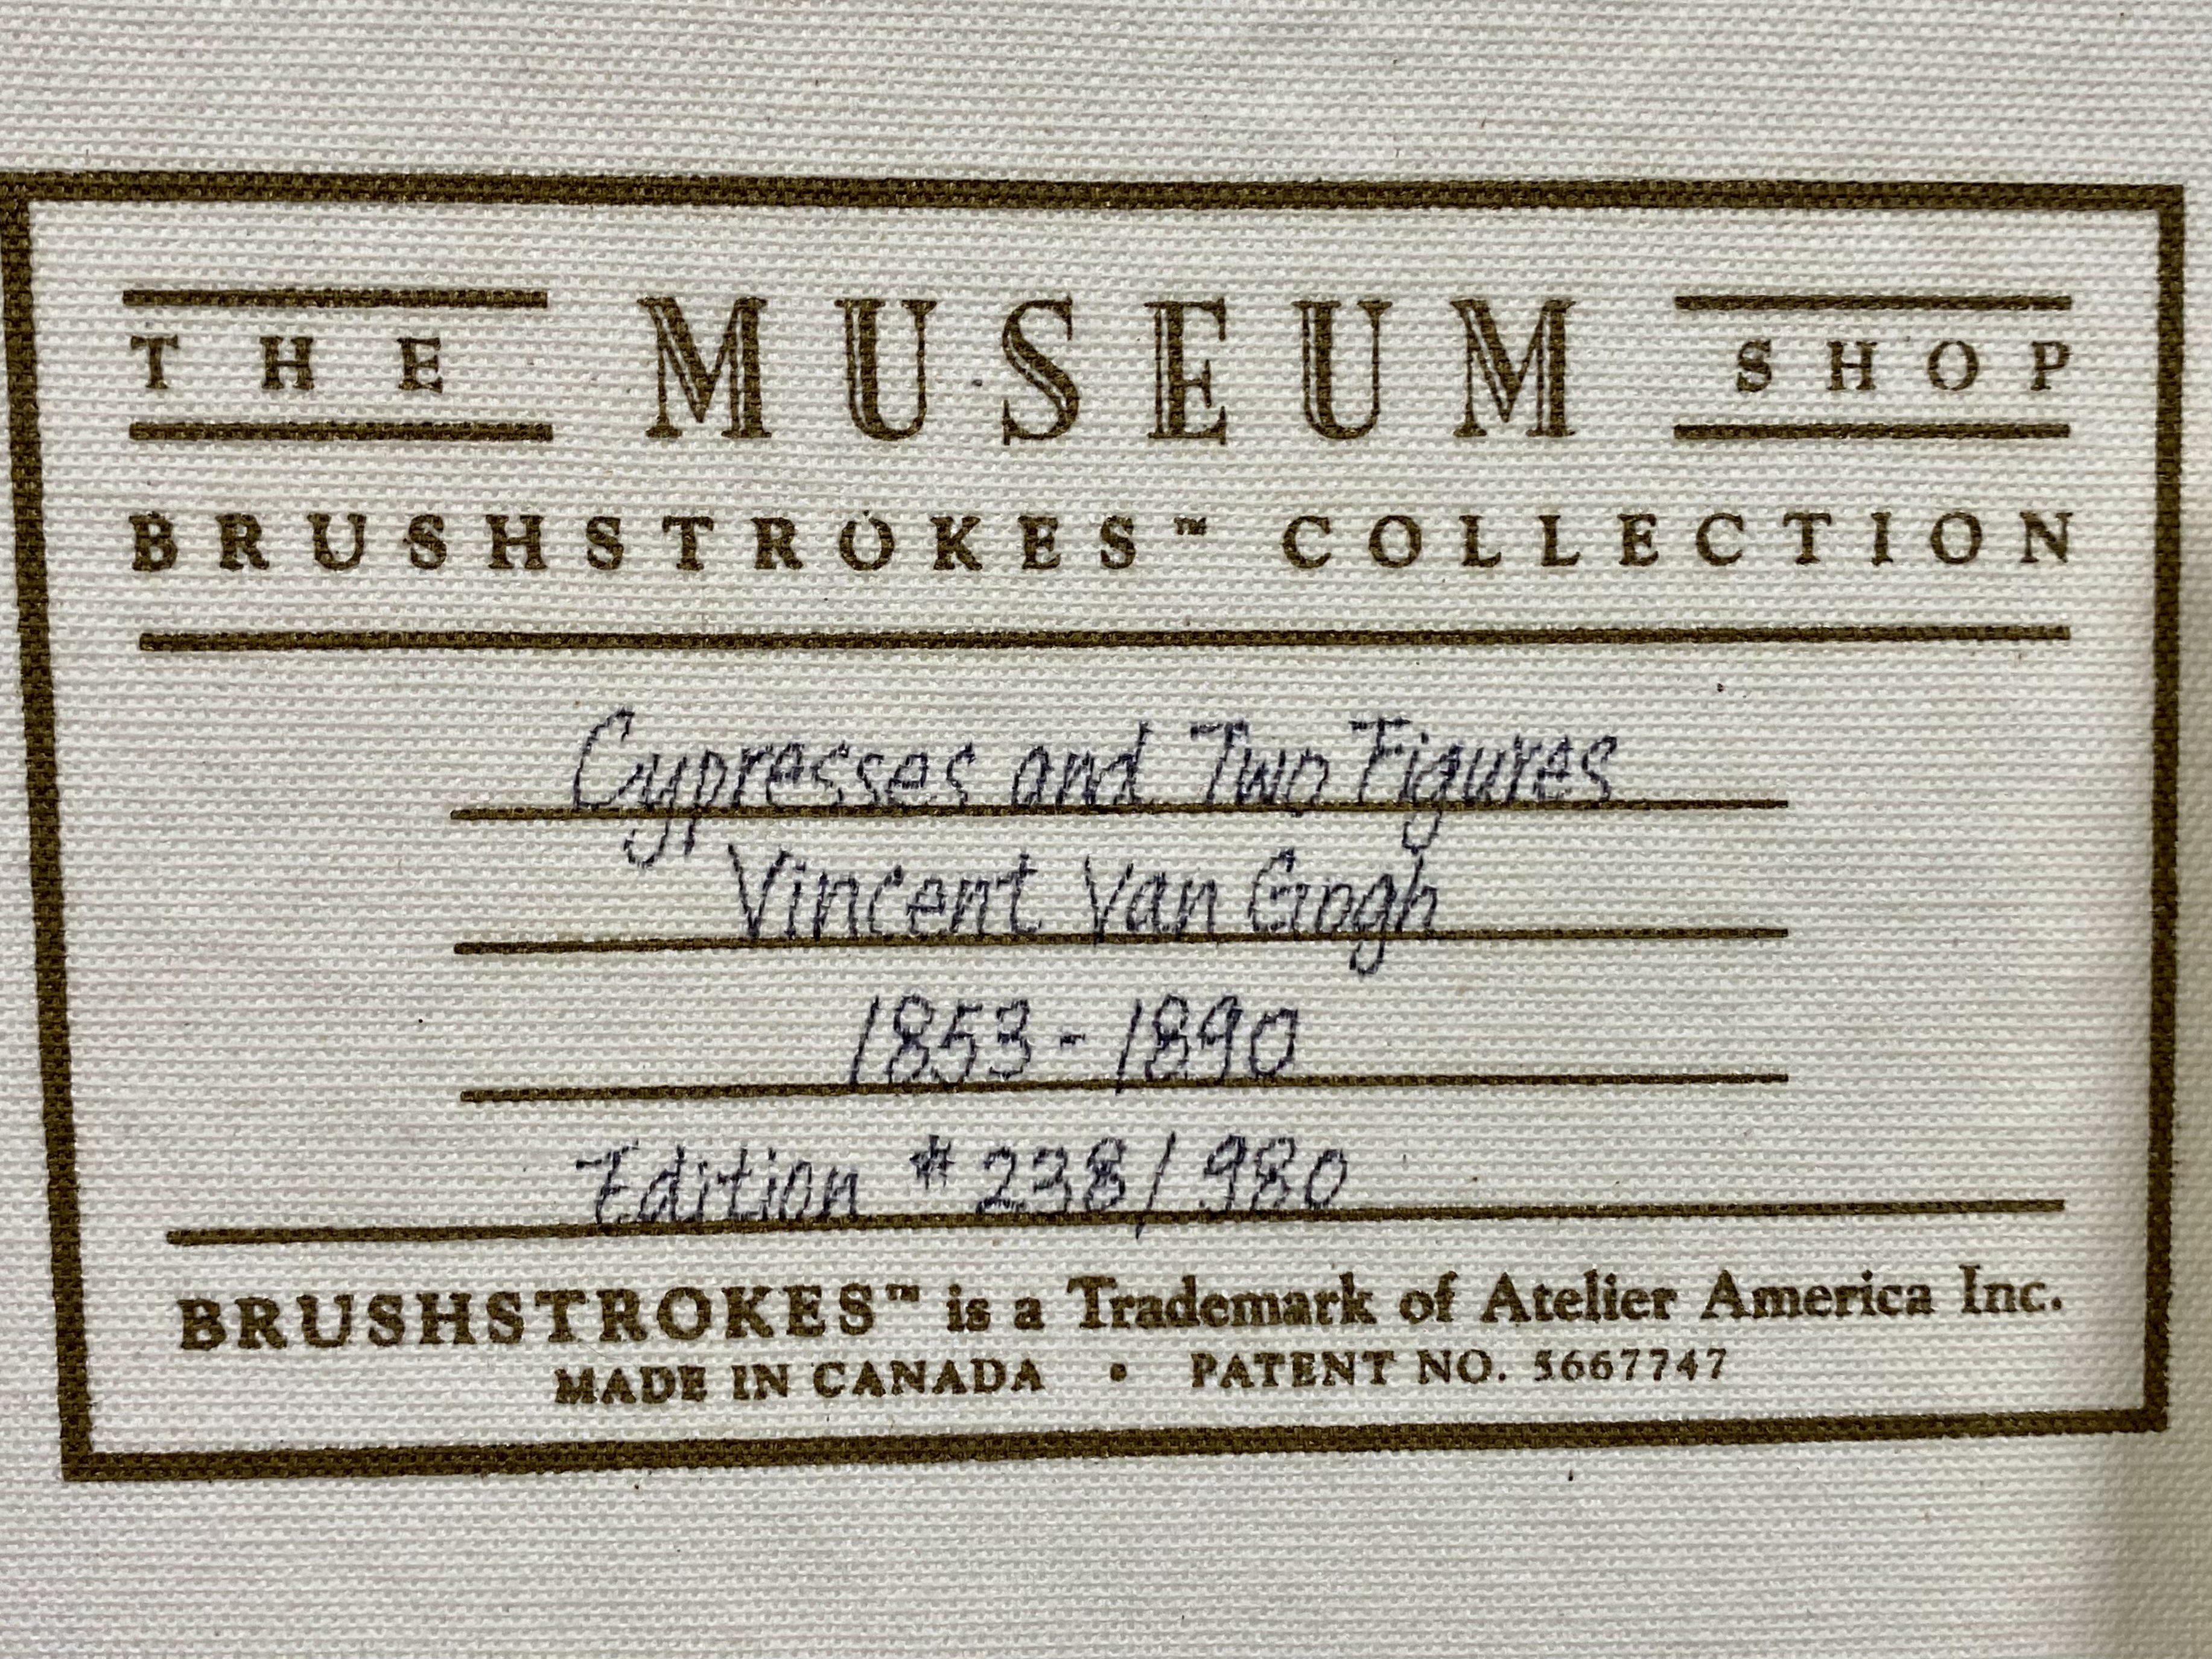 THE MUSEUM SHOP
BRUSHSTROKES™ COLLECTION
Cypresses and Two Figures
Vincent Van Gogh
1853-1890
Edition #238/980
BRUSHSTROKES™ is a Trademark of Atelier America Inc.
MADE IN CANADA • PATENT NO. 5667747